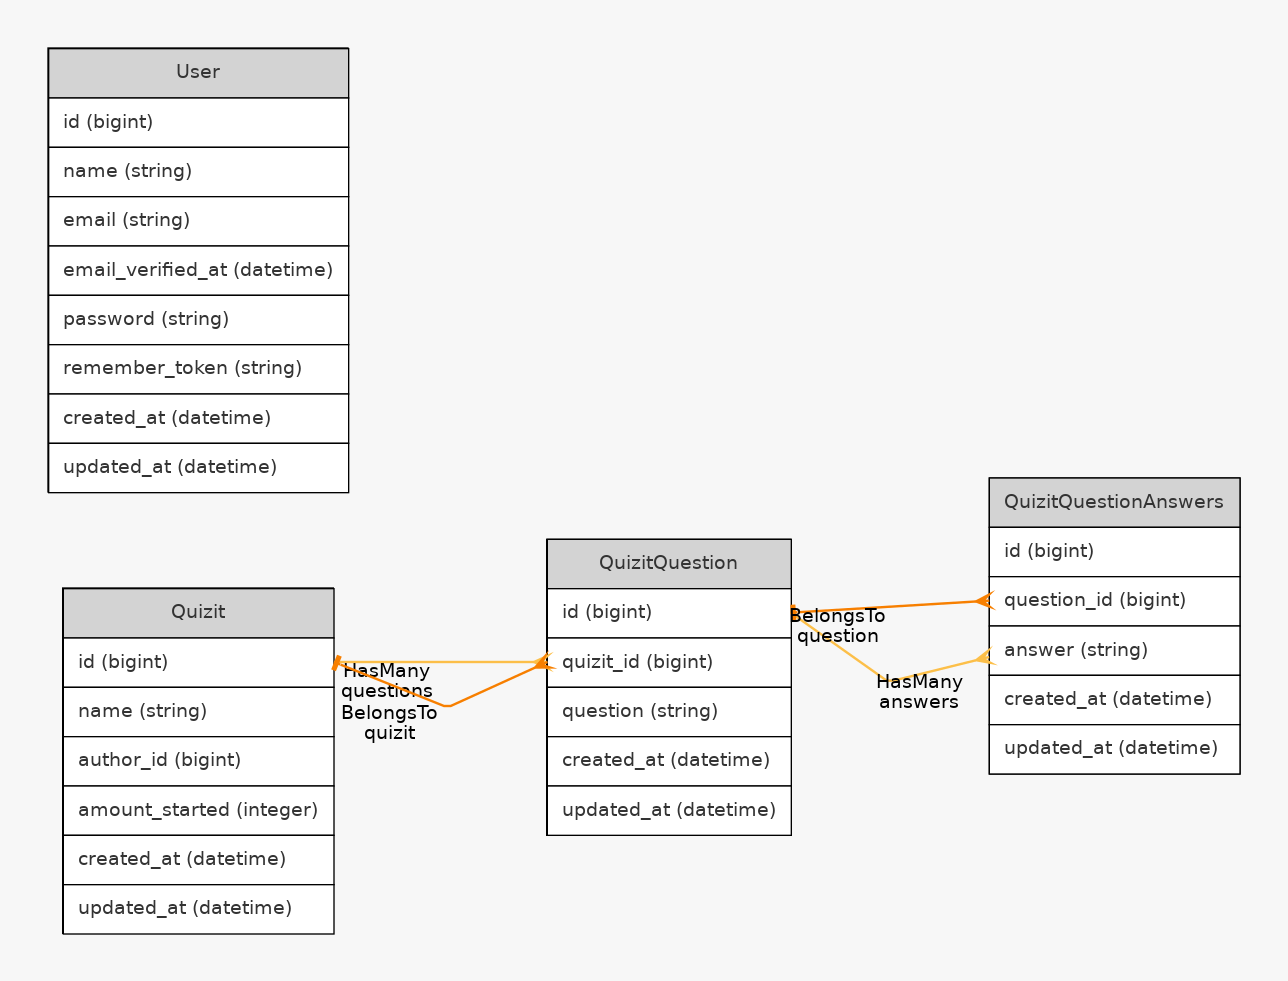 User
id (bigint)
name (string)
email (string)
email_verified_at (datetime)
password (string)
remember_token (string)
created_at (datetime)
updated_at (datetime)
Quizit
id (bigint)
name (string)
author_id (bigint)
amount_started (integer)
created_at (datetime)
updated_at (datetime)
HasMany
questions
BelongsTo
quizit
QuizitQuestion
id (bigint)
quizit_id (bigint)
question (string)
created_at (datetime)
updated_at (datetime)
BelongsTo
question
HasMany
answers
QuizitQuestionAnswers
id (bigint)
question_id (bigint)
answer (string)
created_at (datetime)
updated_at (datetime)